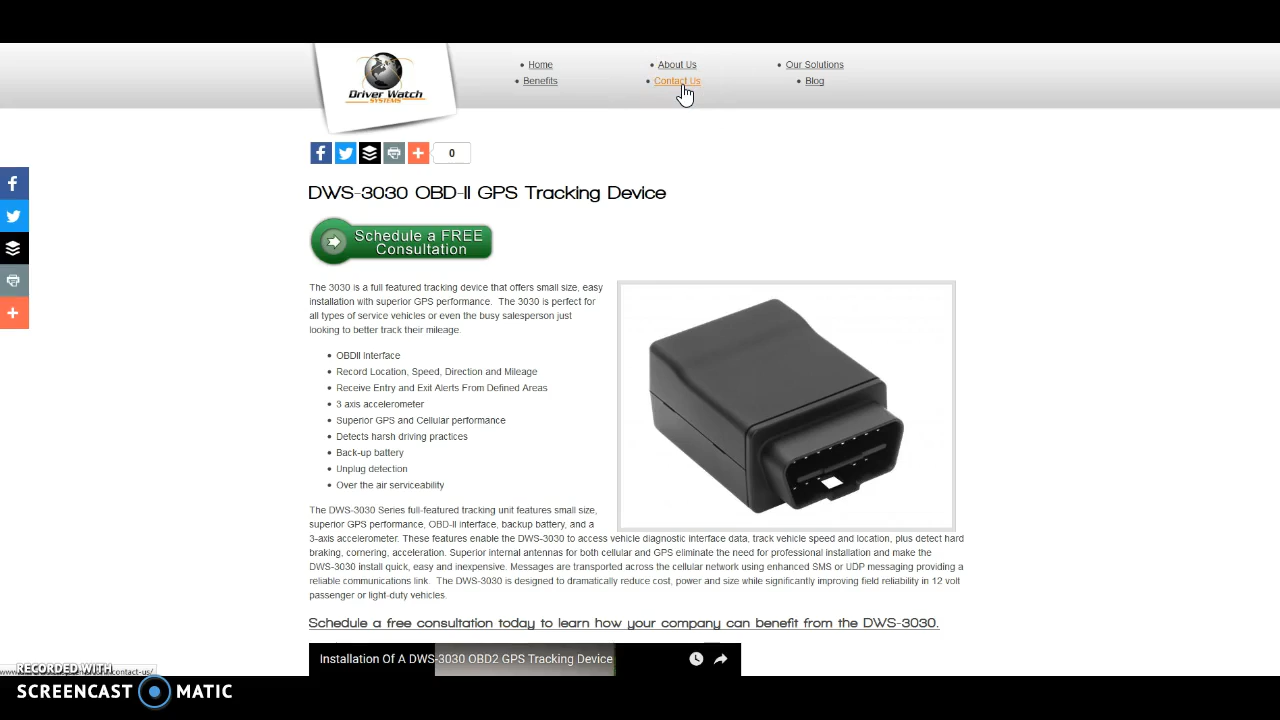 Home
About Us
Our Solutions
Benefits
Contact Us
Blog
Driver Watch
SYSTEMS
0
DWS-3030 OBD-II GPS Tracking Device
Schedule a FREE
Consultation
The 3030 is a full featured tracking device that offers small size, easy
installation with superior GPS performance. The 3030 is perfect for
all types of service vehicles or even the busy salesperson just
looking to better track their mileage.
OBDII Interface
Record Location, Speed, Direction and Mileage
Receive Entry and Exit Alerts From Defined Areas
3 axis accelerometer
Superior GPS and Cellular performance
Detects harsh driving practices
Back-up battery
Unplug detection
Over the air serviceability
The DWS-3030 Series full-featured tracking unit features small size,
superior GPS performance, OBD-II interface, backup battery, and a
3-axis accelerometer. These features enable the DWS-3030 to access vehicle diagnostic interface data, track vehicle speed and location, plus detect hard
braking, cornering, acceleration. Superior internal antennas for both cellular and GPS eliminate the need for professional installation and make the
DWS-3030 install quick, easy and inexpensive. Messages are transported across the cellular network using enhanced SMS or UDP messaging providing a
reliable communications link. The DWS-3030 is designed to dramatically reduce cost, power and size while significantly improving field reliability in 12 volt
passenger or light-duty vehicles.
Schedule a free consultation today to learn how your company can benefit from the DWS-3030.
Installation Of A DWS-3030 OBD2 GPS Tracking Device
RECORDED WITH
SCREENCAST MATIC